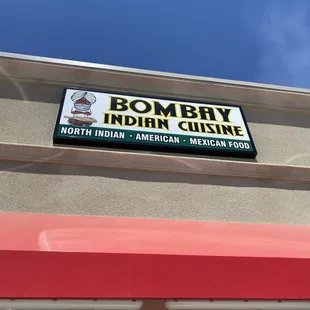 BOMBAY
INDIAN CUISINE
NORTH INDIAN · AMERICAN · MEXICAN FOOD